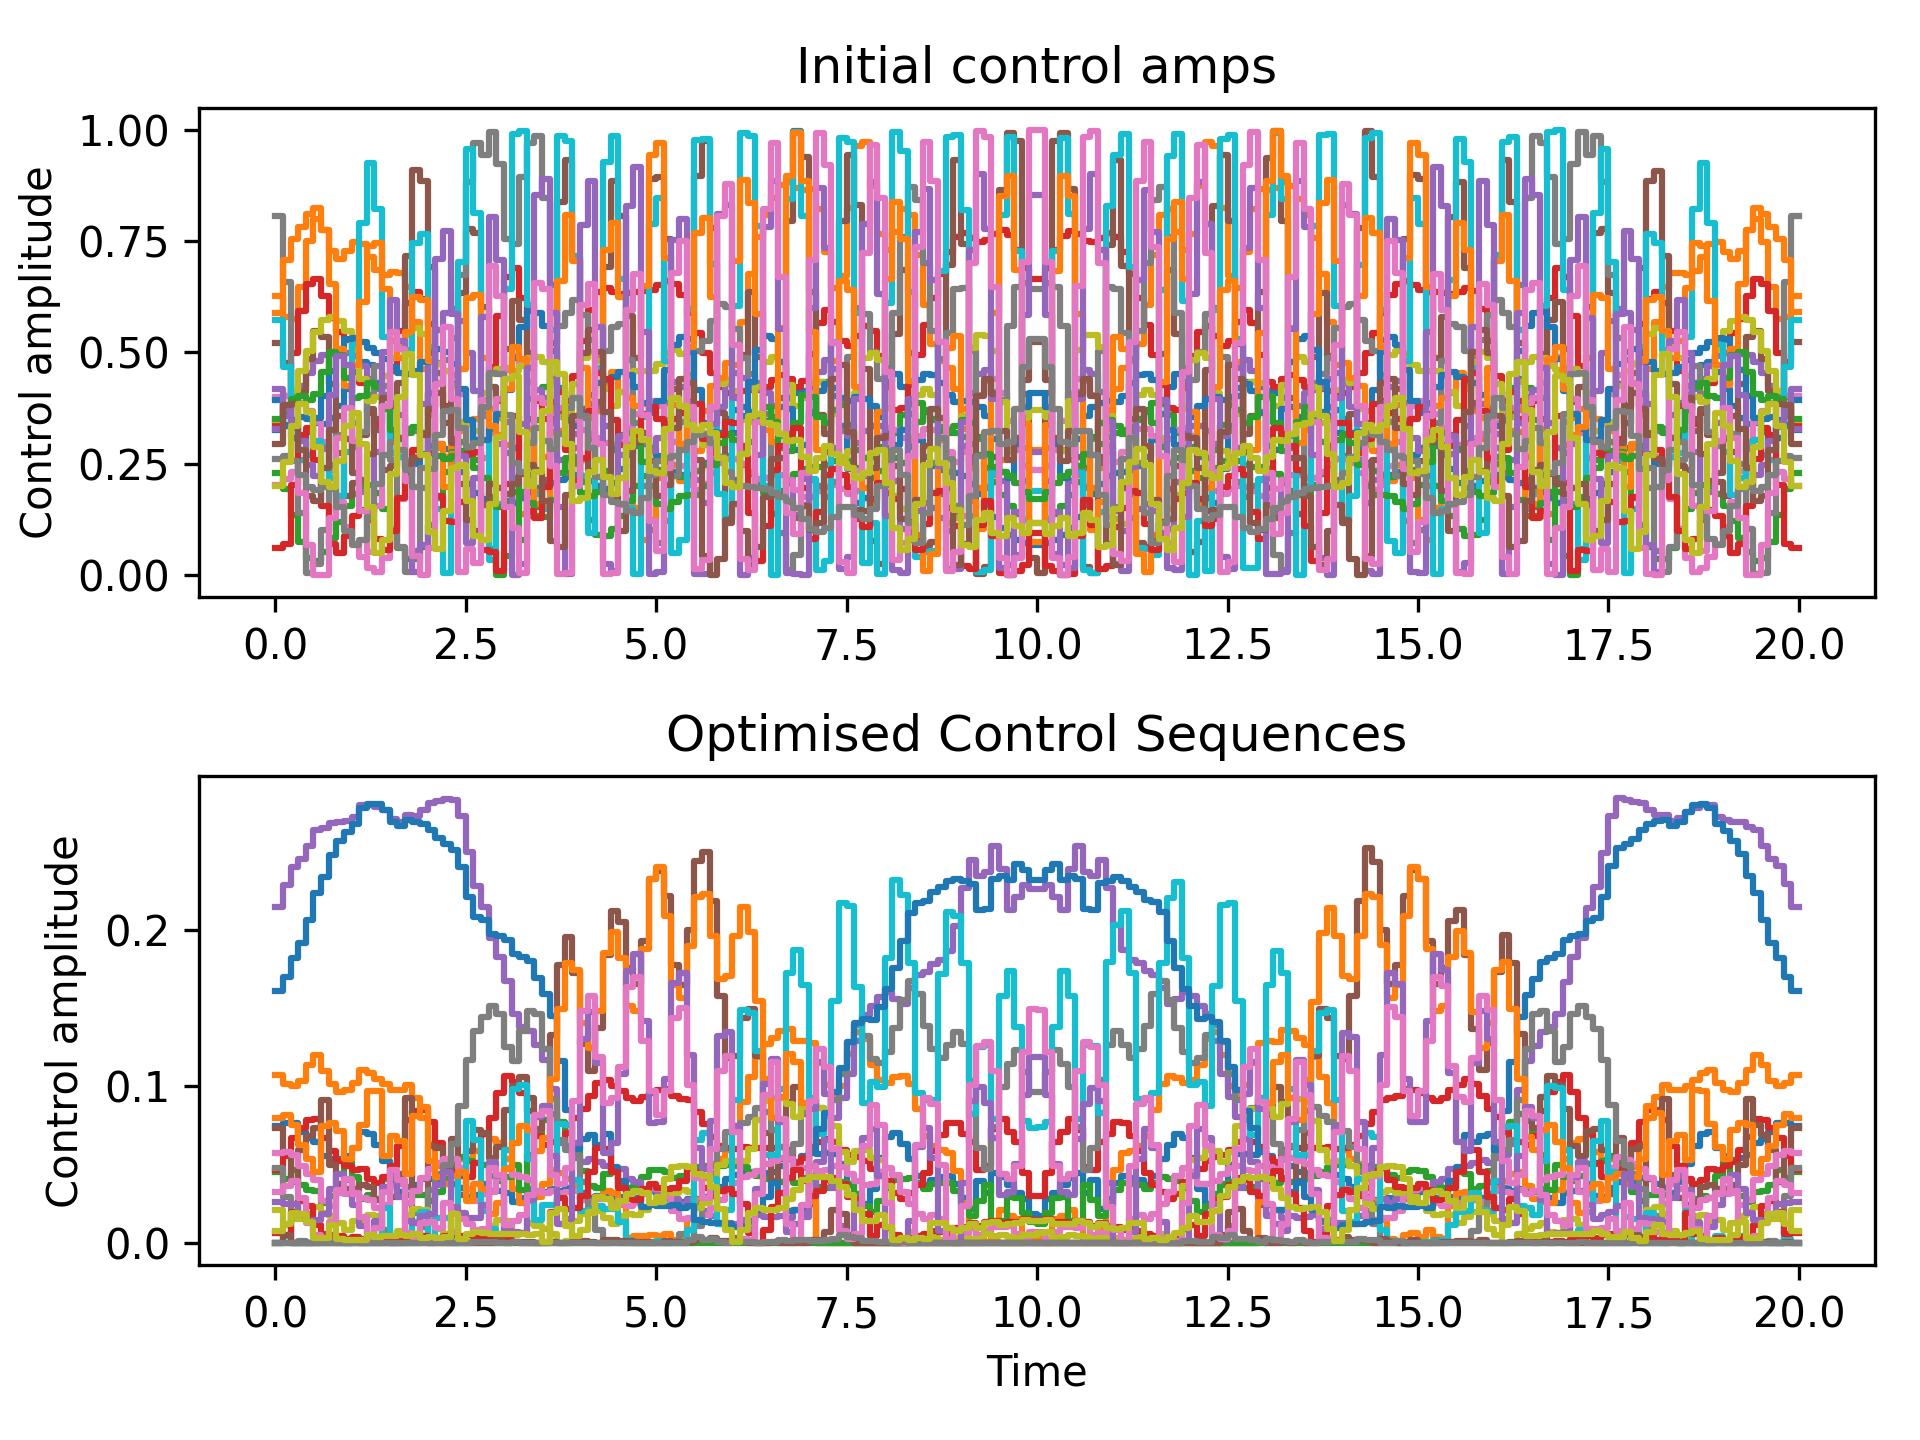 Initial control amps
Control amplitude
1.00
0.75
0.50
0.25
0.00
0.0 2.5 5.0 7.5 10.0 12.5 15.0 17.5 20.0
Optimised Control Sequences
Control amplitude
0.2
0.1
0.0
0.0 2.5 5.0 7.5 10.0 12.5 15.0 17.5 20.0
Time